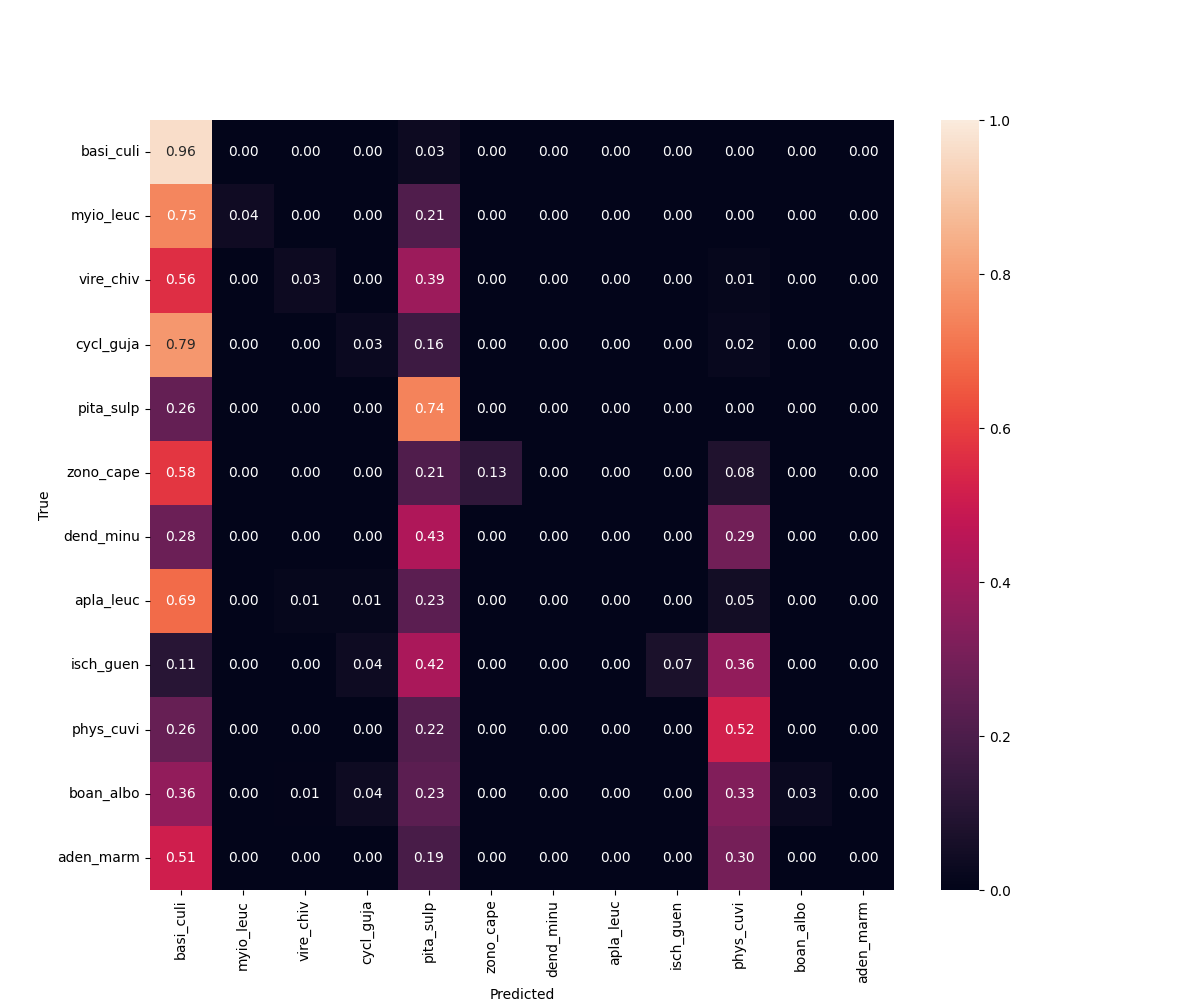 basi_culi 0.96 0.00 0.00 0.00 0.03 0.00 0.00 0.00 0.00 0.00 0.00 0.00
myio_leuc 0.75 0.04 0.00 0.00 0.21 0.00 0.00 0.00 0.00 0.00 0.00 0.00
vire_chiv 0.56 0.00 0.03 0.00 0.39 0.00 0.00 0.00 0.00 0.01 0.00 0.00
cycl_guja 0.79 0.00 0.00 0.03 0.16 0.00 0.00 0.00 0.00 0.02 0.00 0.00
pita_sulp 0.26 0.00 0.00 0.00 0.74 0.00 0.00 0.00 0.00 0.00 0.00 0.00
zono_cape 0.58 0.00 0.00 0.00 0.21 0.13 0.00 0.00 0.00 0.08 0.00 0.00
dend_minu 0.28 0.00 0.00 0.00 0.43 0.00 0.00 0.00 0.00 0.29 0.00 0.00
apla_leuc 0.69 0.00 0.01 0.01 0.23 0.00 0.00 0.00 0.00 0.05 0.00 0.00
isch_guen 0.11 0.00 0.00 0.04 0.42 0.00 0.00 0.00 0.07 0.36 0.00 0.00
phys_cuvi 0.26 0.00 0.00 0.00 0.22 0.00 0.00 0.00 0.00 0.52 0.00 0.00
boan_albo 0.36 0.00 0.01 0.04 0.23 0.00 0.00 0.00 0.00 0.33 0.03 0.00
aden_marm 0.51 0.00 0.00 0.00 0.19 0.00 0.00 0.00 0.00 0.30 0.00 0.00
True
basi_culi
myio_leuc
vire_chiv
cycl_guja
pita_sulp
zono_cape
dend_minu
apla_leuc
isch_guen
phys_cuvi
boan_albo
aden_marm
Predicted
1.0
0.8
0.6
0.4
0.2
0.0